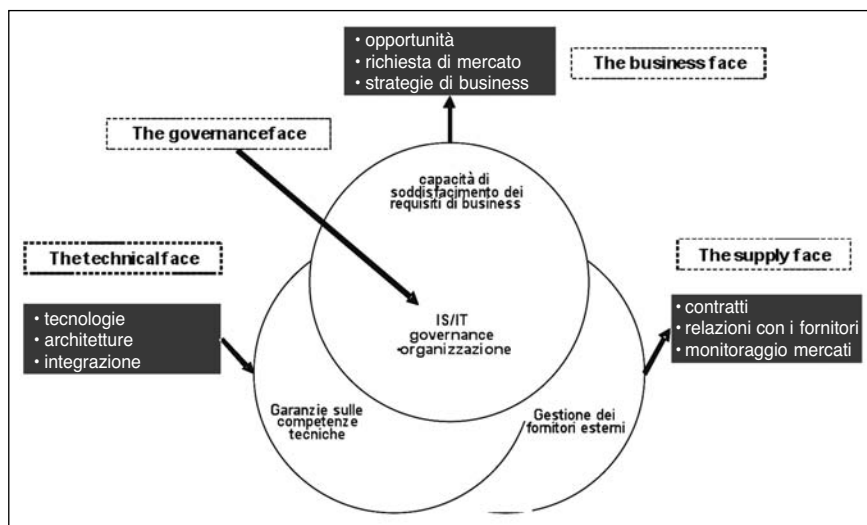 • opportunità
• richiesta di mercato
• strategie di business
The business face
The governance face
capacità di
soddisfacimento dei
requisiti di business
The technical face
The supply face
• tecnologie
• architetture
• integrazione
• contratti
• relazioni con i fornitori
• monitoraggio mercati
IS/IT
governance
•organizzazione
Garanzie sulle
competenze
tecniche
Gestione dei
fornitori esterni